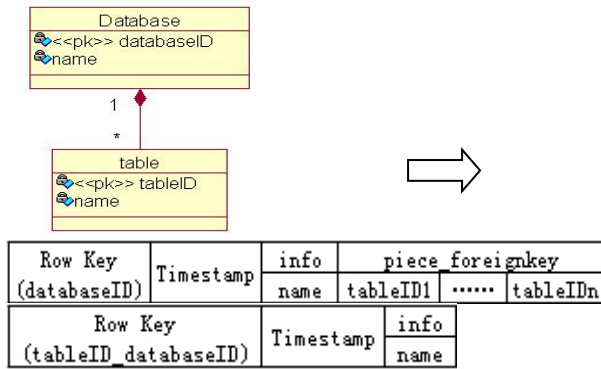 Database
<<pk>> databaseID
name
1
*
table
<<pk>> tableID
name
Row Key
(databaseID)
Timestamp
info
name
piece_foreignkey
tableID1
······
tableIDn
Row Key
(tableID_databaseID)
Timestamp
info
name